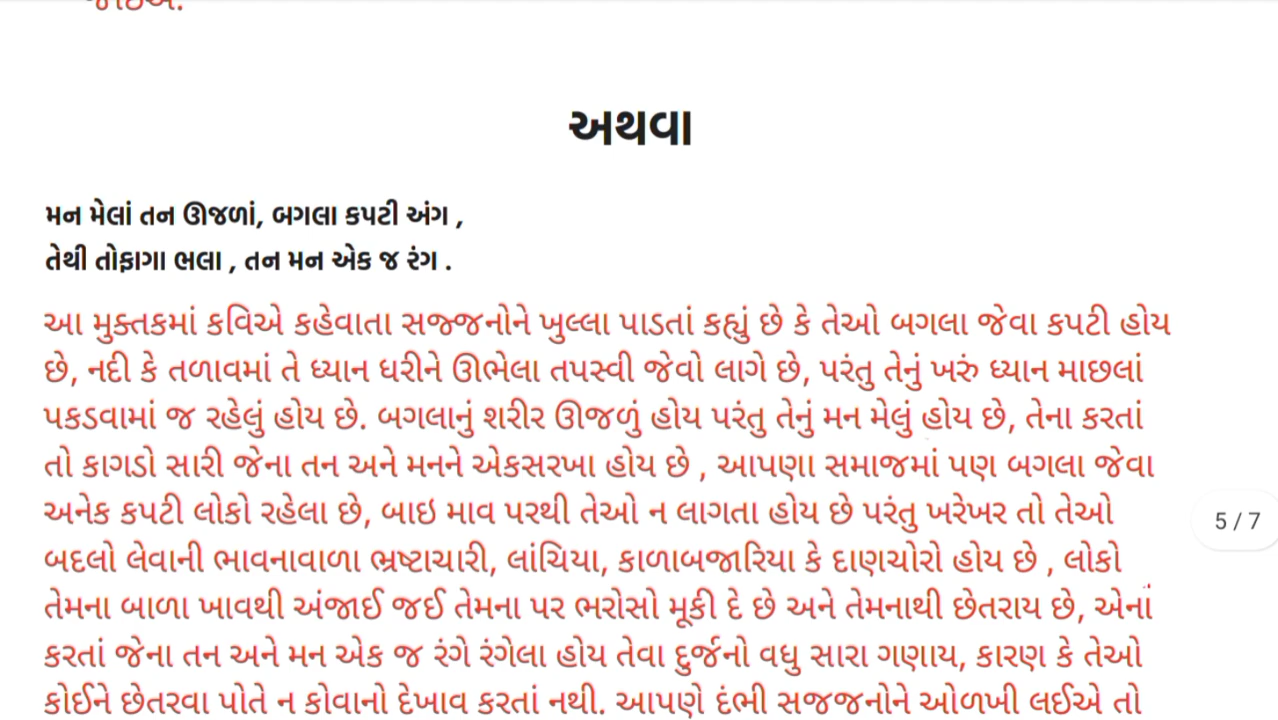 જોઈએ.
અથવા
મન મેલાં તન ઊજળાં, બગલા કપટી અંગ ,
તેથી તોફાગા ભલા , તન મન એક જ રંગ .
આ મુક્તકમાં કવિએ કહેવાતા સજ્જનોને ખુલ્લા પાડતાં કહ્યું છે કે તેઓ બગલા જેવા કપટી હોય
છે, નદી કે તળાવમાં તે ધ્યાન ધરીને ઊભેલા તપસ્વી જેવો લાગે છે, પરંતુ તેનું ખરું ધ્યાન માછલાં
પકડવામાં જ રહેલું હોય છે. બગલાનું શરીર ઊજળું હોય પરંતુ તેનું મન મેલું હોય છે, તેના કરતાં
તો કાગડો સારી જેના તન અને મનને એકસરખા હોય છે , આપણા સમાજમાં પણ બગલા જેવા
અનેક કપટી લોકો રહેલા છે, બાઇ માવ પરથી તેઓ ન લાગતા હોય છે પરંતુ ખરેખર તો તેઓ
બદલો લેવાની ભાવનાવાળા ભ્રષ્ટાચારી, લાંચિયા, કાળાબજારિયા કે દાણચોરો હોય છે , લોકો
તેમના બાળા ખાવથી અંજાઈ જઈ તેમના પર ભરોસો મૂકી દે છે અને તેમનાથી છેતરાય છે, એનાં
કરતાં જેના તન અને મન એક જ રંગે રંગેલા હોય તેવા દુર્જનો વધુ સારા ગણાય, કારણ કે તેઓ
કોઈને છેતરવા પોતે ન કોવાનો દેખાવ કરતાં નથી. આપણે દંભી સજજનોને ઓળખી લઈએ તો
5 / 7